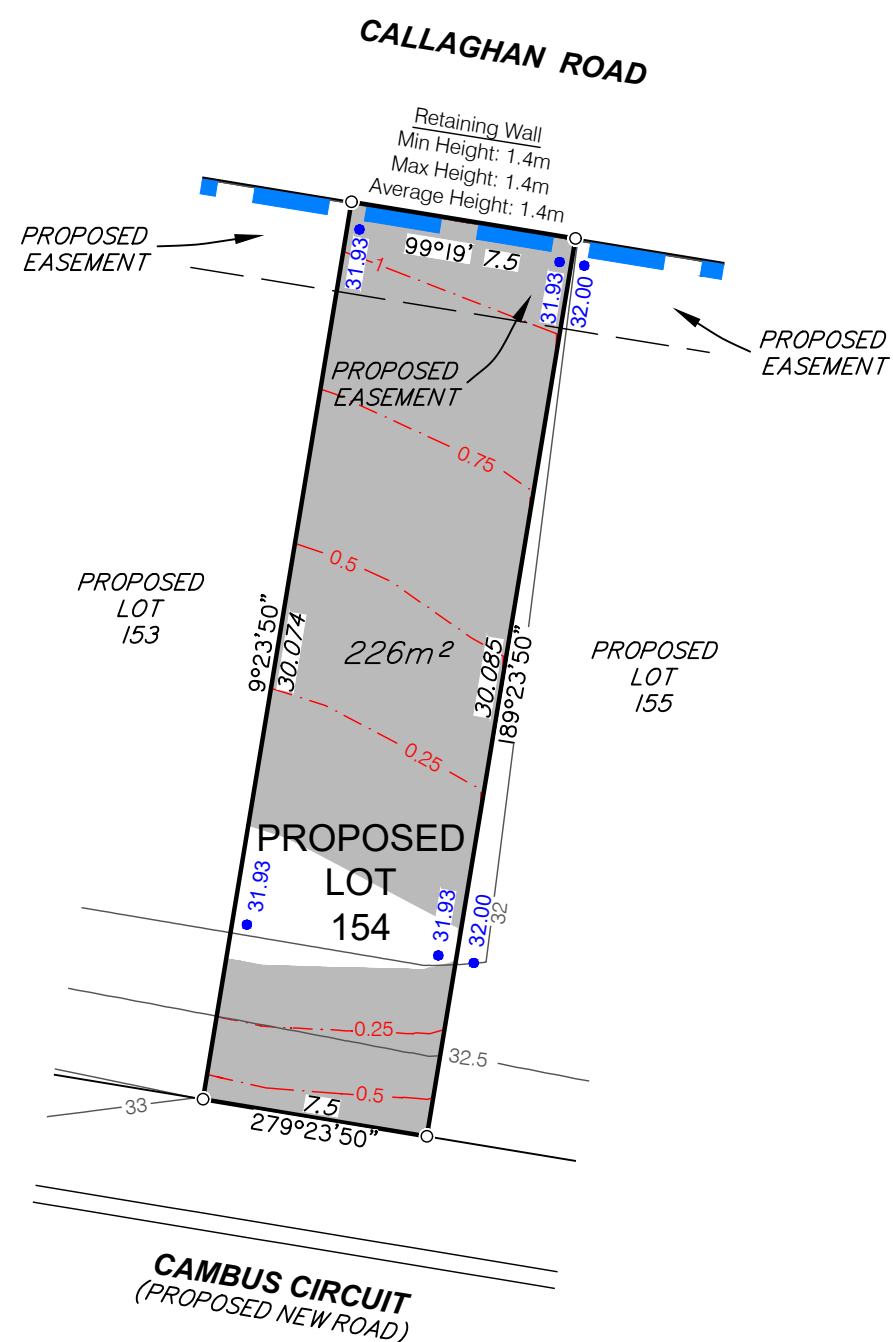 CALLAGHAN ROAD
Retaining Wall
Min Height: 1.4m
Max Height: 1.4m
Average Height: 1.4m
PROPOSED
EASEMENT
99°19' 7.5
31.93
31.93
32.00
1
PROPOSED
EASEMENT
PROPOSED
EASEMENT
0.75
0.5
PROPOSED
LOT
153
9°23'50"
30.074
226m²
30.085
189°23'50"
PROPOSED
LOT
155
0.25
PROPOSED
LOT
154
31.93
31.93
32.00
32
0.25
32.5
0.5
33
7.5
279°23'50"
CAMBUS CIRCUIT
(PROPOSED NEW ROAD)